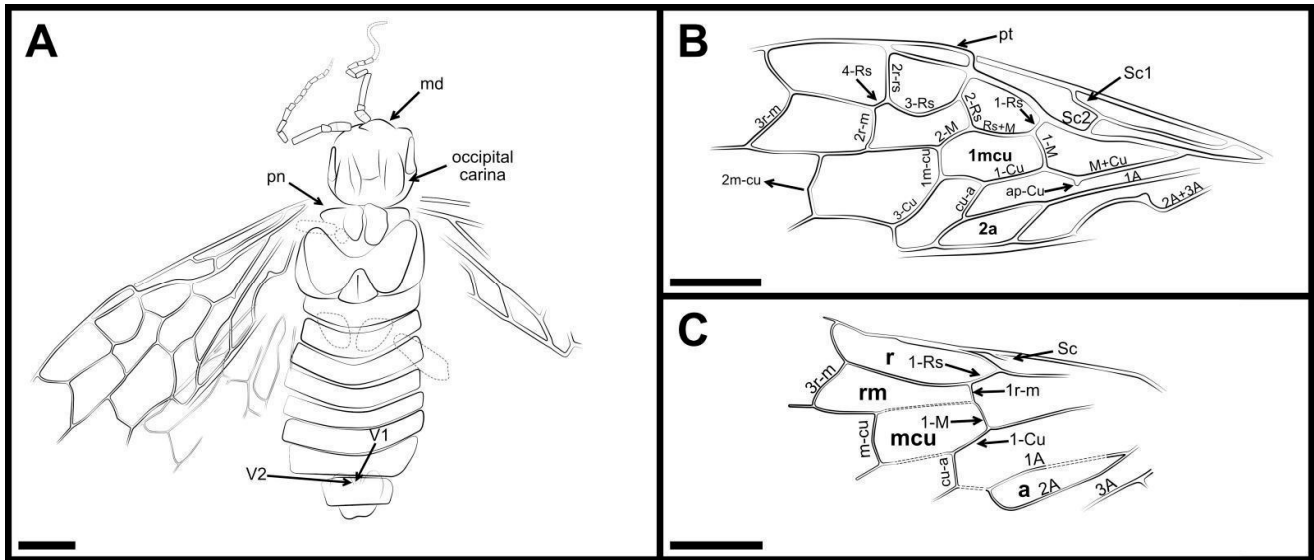 A
md
occipital
carina
pn
V1
V2
B
pt
Sc1
Sc2
4-Rs
2r-rs
3-Rs
2-Rs
1-Rs
Rs+M
3r-m
2r-m
2-M
1-M
1mcu
M+Cu
1m-cu
1-Cu
1A
2m-cu
ap-Cu
cu-a
2A+3A
3-Cu
2a
C
Sc
r
1-Rs
3r-m
rm
1r-m
1-M
mcu
m-cu
1-Cu
cu-a
1A
a
2A
3A